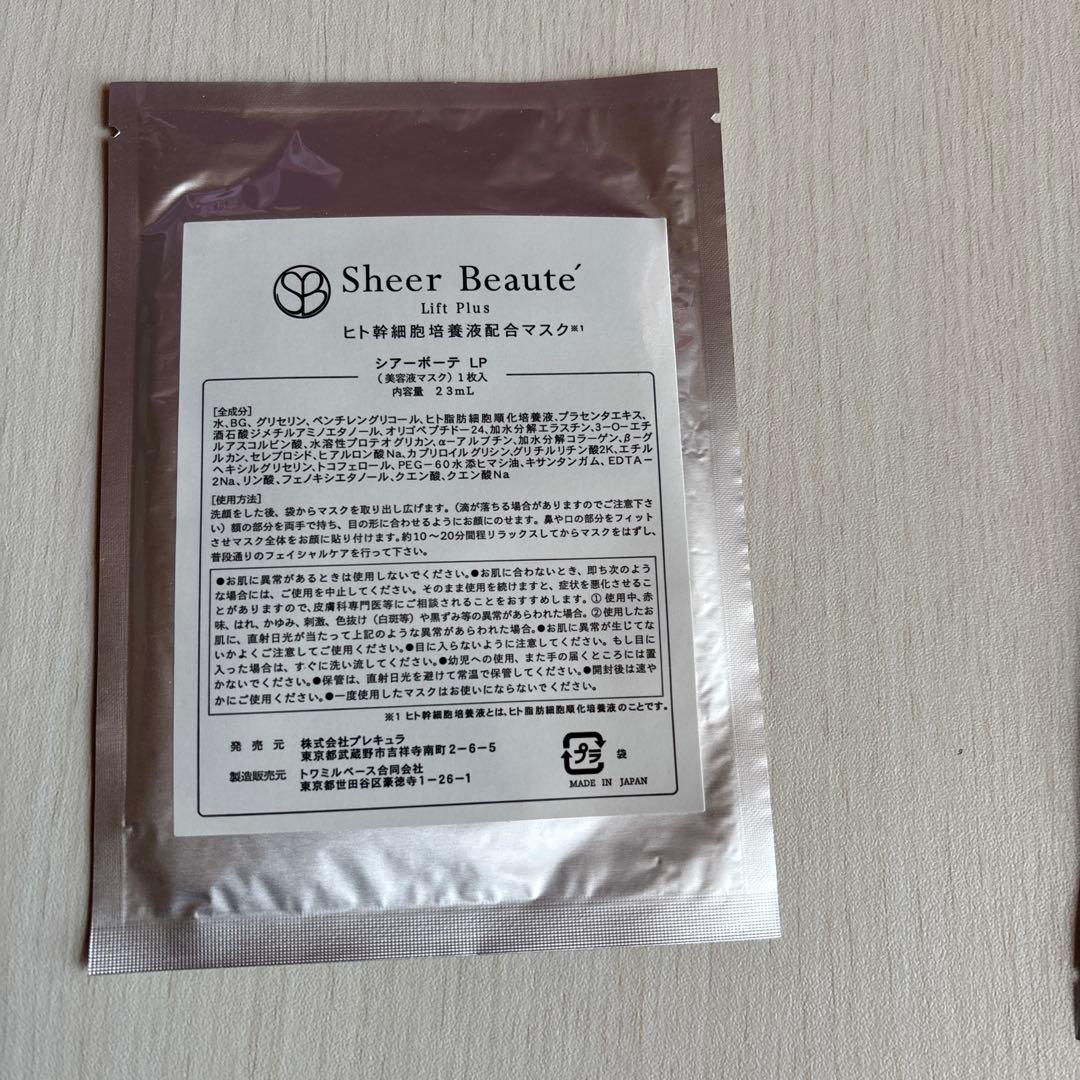 SB
Sheer Beauté
Lift Plus
ヒト幹細胞培養液配合マスク※1
シアーボーテ LP
(美容液マスク) 1枚入
内容量 23mL
[全成分]
水、BG、グリセリン、ペンチレングリコール、ヒト脂肪細胞順化培養液、プラセンタエキス、
酒石酸ジメチルアミノエタノール、オリゴペプチド-24、加水分解エラスチン、3-O-エチ
ルアスコルビン酸、水溶性プロテオグリカン、α-アルブチン、加水分解コラーゲン、β-グ
ルカン、セレブロシド、ヒアルロン酸Na、カプリロイルグリシン、グリチルリチン酸2K、エチル
ヘキシルグリセリン、トコフェロール、PEG-60水添ヒマシ油、キサンタンガム、EDTA-
2Na、リン酸、フェノキシエタノール、クエン酸、クエン酸Na
[使用方法]
洗顔をした後、袋からマスクを取り出し広げます。(滴が落ちる場合がありますのでご注意下さ
い) 額の部分を両手で持ち、目の形に合わせるようにお顔にのせます。鼻や口の部分をフィット
させマスク全体をお顔に貼り付けます。約10～20分間程リラックスしてからマスクをはずし、
普段通りのフェイシャルケアを行って下さい。
●お肌に異常があるときは使用しないでください。●お肌に合わないとき、即ち次のよう
な場合には、ご使用を中止してください。そのまま使用を続けますと、症状を悪化させるこ
とがありますので、皮膚科専門医等にご相談されることをおすすめします。①使用中、赤
味、はれ、かゆみ、刺激、色抜け(白斑等)や黒ずみ等の異常があらわれた場合。②使用したお
肌に、直射日光が当たって上記のような異常があらわれた場合。●お肌に異常が生じてな
いかよくご注意してご使用ください。●目に入らないように注意してください。もし目に
入った場合は、すぐに洗い流してください。●幼児への使用、また手の届くところには置
かないでください。●保管は、直射日光を避けて常温で保管してください。●開封後は速や
かにご使用ください。●一度使用したマスクはお使いにならないでください。
※1 ヒト幹細胞培養液とは、ヒト脂肪細胞順化培養液のことです。
発売元 株式会社プレキュラ
東京都武蔵野市吉祥寺南町2-6-5
製造販売元 トワミルベース合同会社
東京都世田谷区豪徳寺1-26-1
プラ 袋
MADE IN JAPAN